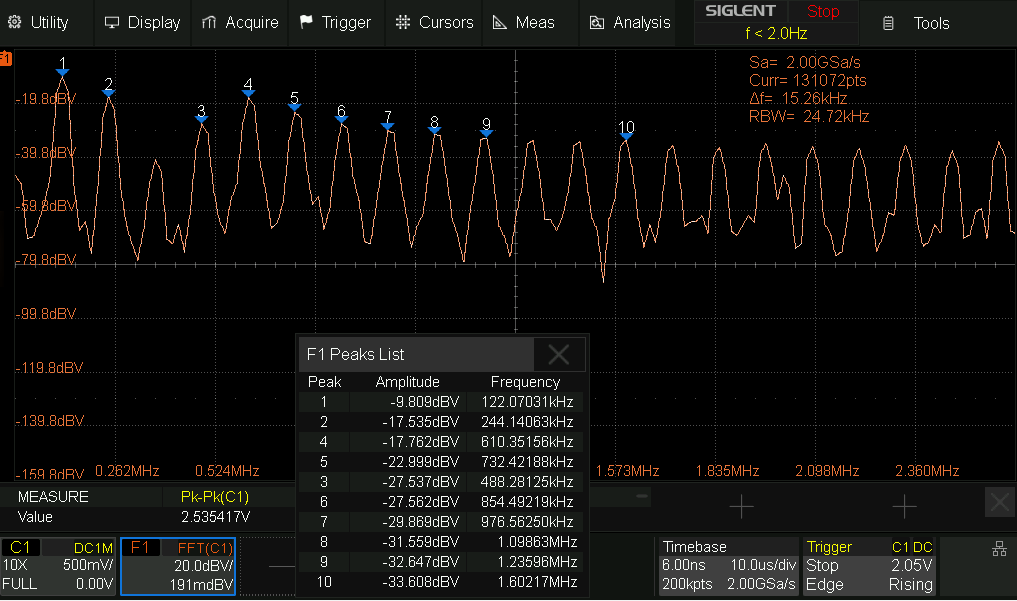 Utility Display Acquire Trigger Cursors Meas Analysis SIGLENT Stop Tools
f < 2.0Hz
F1
Sa= 2.00GSa/s
Curr= 131072pts
Δf= 15.26kHz
RBW= 24.72kHz
1 2 3 4 5 6 7 8 9 10
-19.8dBV
-39.8dBV
-59.8dBV
-79.8dBV
-99.8dBV
-119.8dBV
-139.8dBV
-159.8dBV 0.262MHz 0.524MHz 1.573MHz 1.835MHz 2.098MHz 2.360MHz
F1 Peaks List
Peak Amplitude Frequency
1 -9.809dBV 122.07031kHz
2 -17.535dBV 244.14063kHz
4 -17.762dBV 610.35156kHz
5 -22.999dBV 732.42188kHz
3 -27.537dBV 488.28125kHz
6 -27.562dBV 854.49219kHz
7 -29.869dBV 976.56250kHz
8 -31.559dBV 1.09863MHz
9 -32.647dBV 1.23596MHz
10 -33.608dBV 1.60217MHz
MEASURE Pk-Pk(C1)
Value 2.535417V
C1 DC1M
10X 500mV/
FULL 0.00V
F1 FFT(C1)
20.0dBV/
191mdBV
Timebase
6.00ns 10.0us/div
200kpts 2.00GSa/s
Trigger C1 DC
Stop 2.05V
Edge Rising